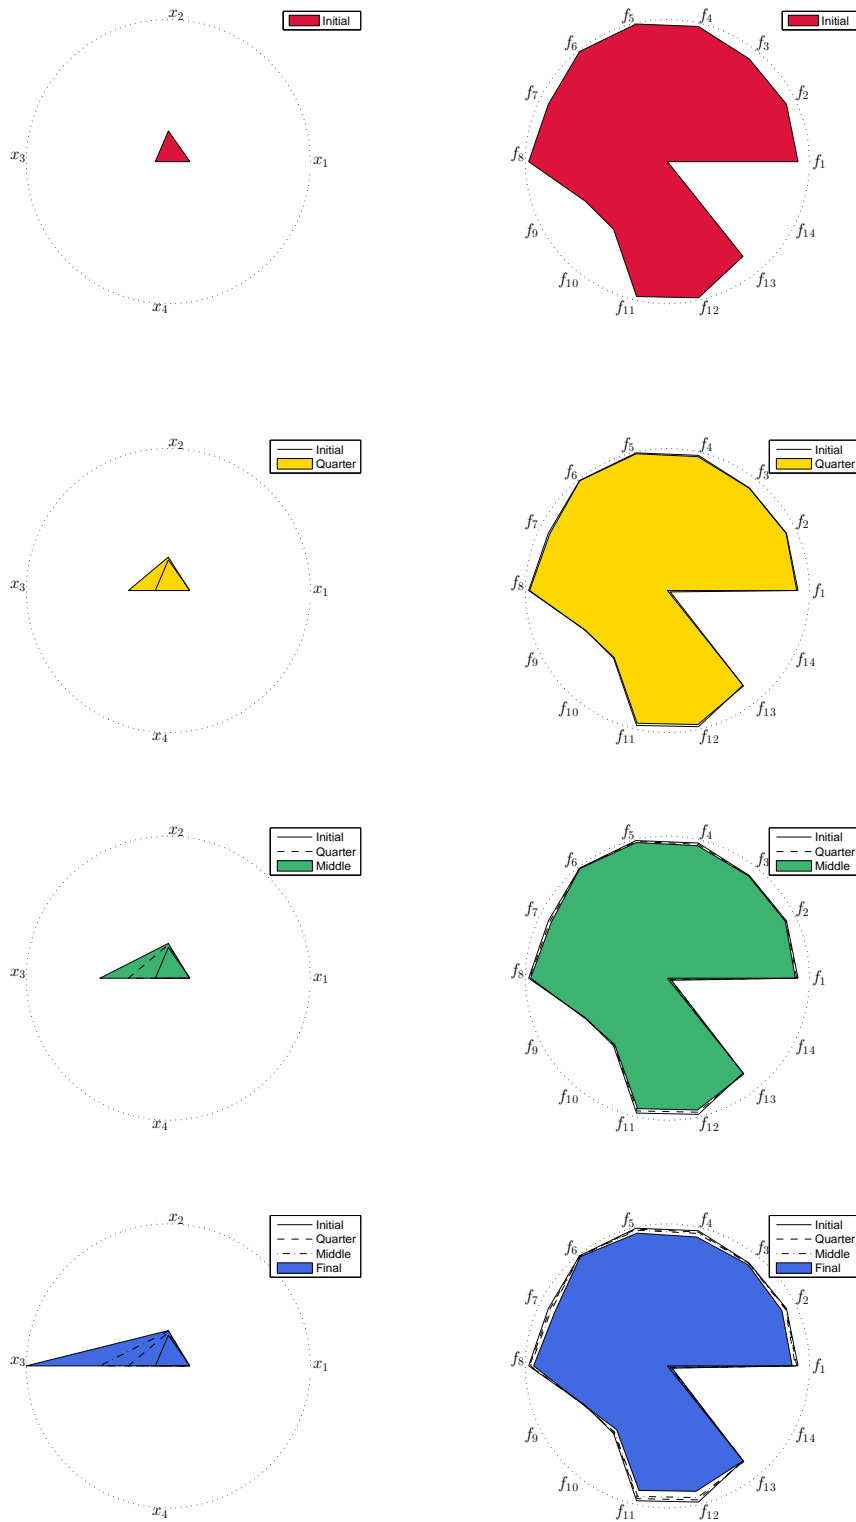 x2
Initial
x3
x1
x4
f5
f4
Initial
f6
f3
f7
f2
f8
f1
f9
f14
f10
f13
f11
f12
x2
Initial
Quarter
x3
x1
x4
f5
f4
Initial
Quarter
f6
f3
f7
f2
f8
f1
f9
f14
f10
f13
f11
f12
x2
Initial
Quarter
Middle
x3
x1
x4
f5
f4
Initial
Quarter
Middle
f6
f3
f7
f2
f8
f1
f9
f14
f10
f13
f11
f12
x2
Initial
Quarter
Middle
Final
x3
x1
x4
f5
f4
Initial
Quarter
Middle
Final
f6
f3
f7
f2
f8
f1
f9
f14
f10
f13
f11
f12